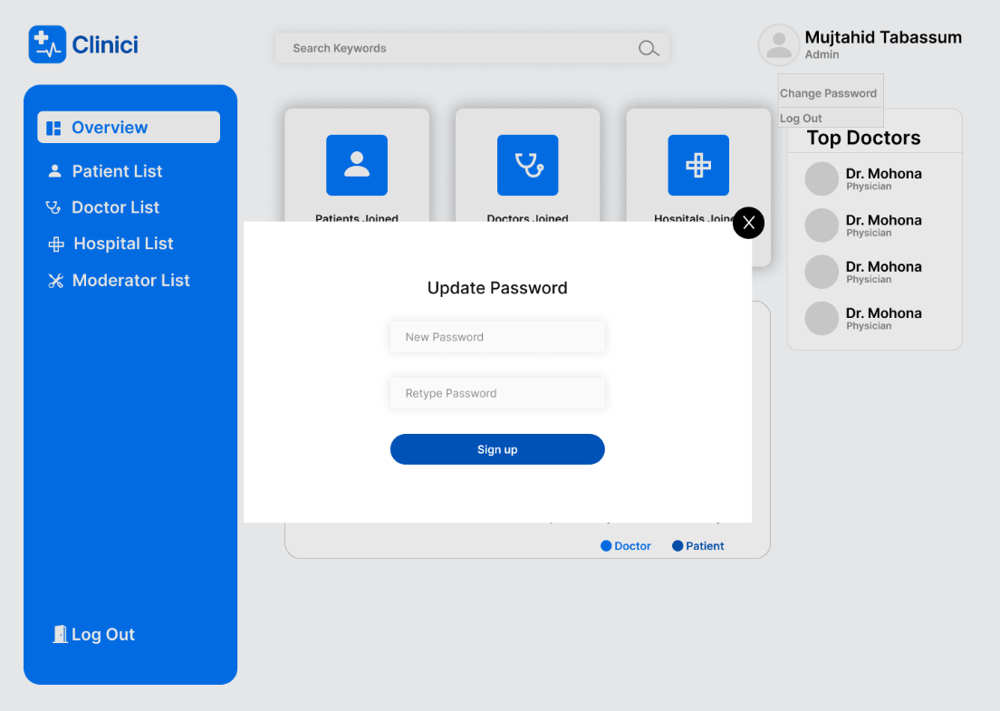 Clinici
Search Keywords
Mujtahid Tabassum
Admin
Change Password
Log Out
Overview
Patient List
Doctor List
Hospital List
Moderator List
Log Out
Patients Joined
Doctors Joined
Hospitals
Top Doctors
Dr. Mohona
Physician
Dr. Mohona
Physician
Dr. Mohona
Physician
Dr. Mohona
Physician
X
Update Password
New Password
Retype Password
Sign up
Doctor
Patient